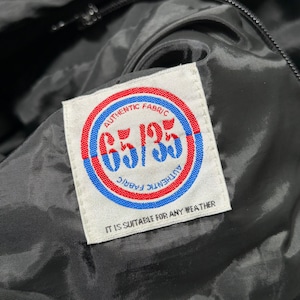 AUTHENTIC FABRIC
65/35
AUTHENTIC FABRIC
IT IS SUITABLE FOR ANY WEATHER